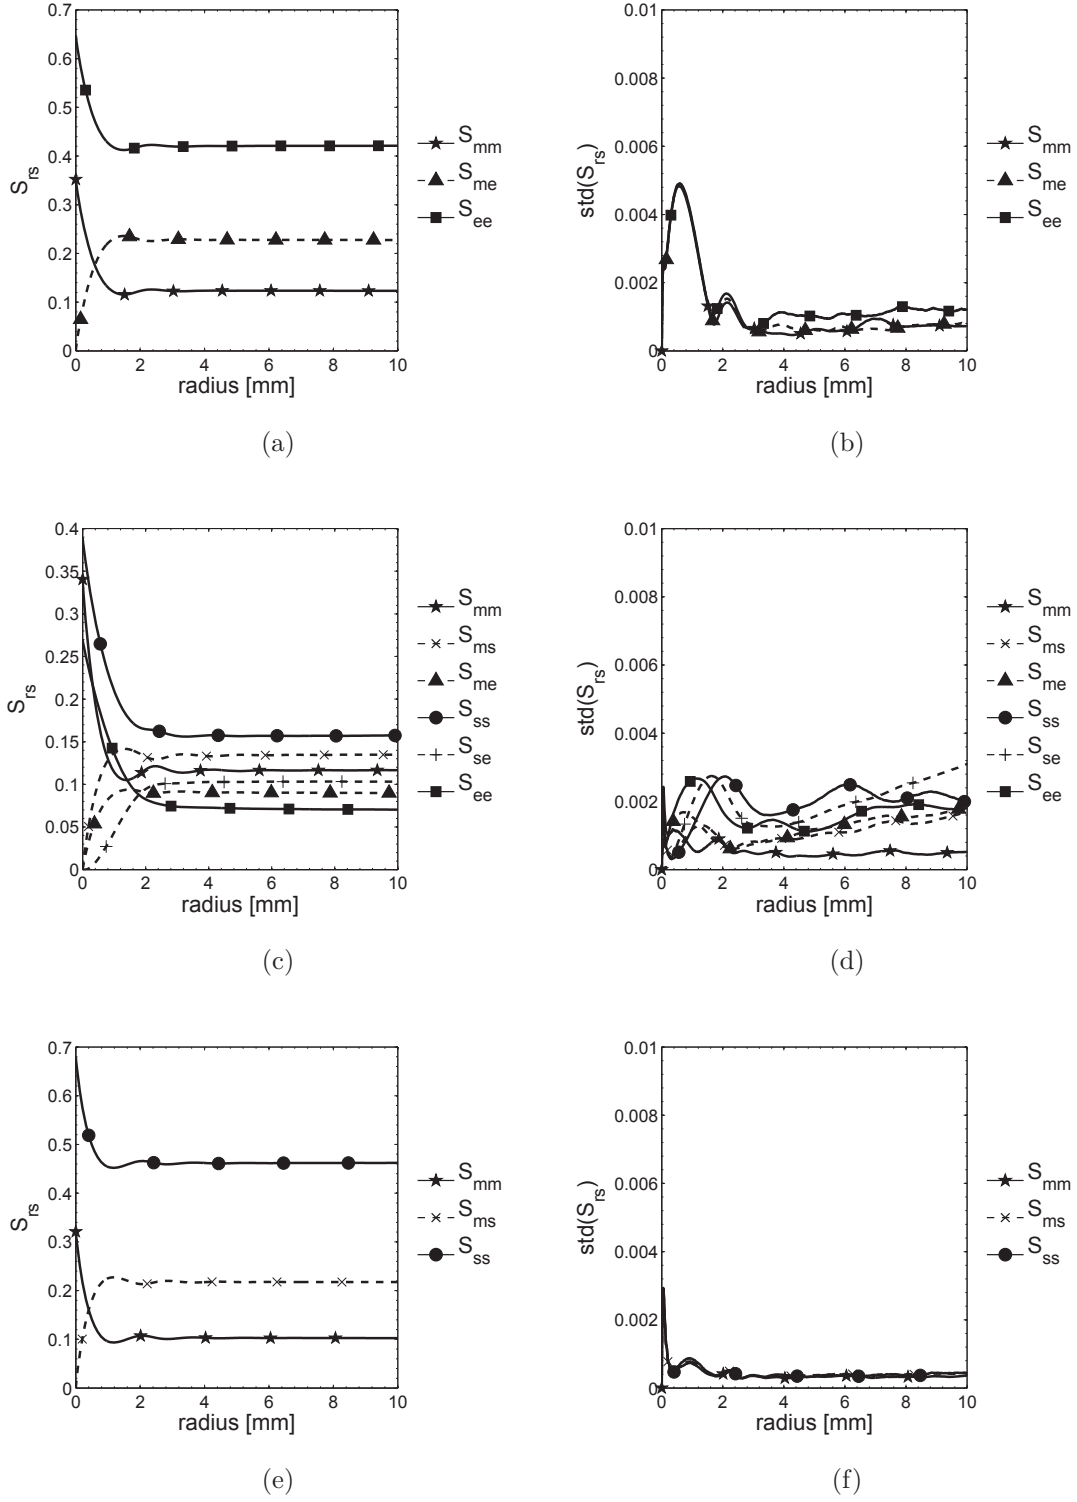 0.7
0.6
0.5
0.4
0.3
0.2
0.1
0
S_rs
0 2 4 6 8 10
radius [mm]
S_mm
S_me
S_ee
(a)
0.01
0.008
0.006
0.004
0.002
0
std(S_rs)
0 2 4 6 8 10
radius [mm]
S_mm
S_me
S_ee
(b)
0.4
0.35
0.3
0.25
0.2
0.15
0.1
0.05
0
S_rs
0 2 4 6 8 10
radius [mm]
S_mm
S_ms
S_me
S_ss
S_se
S_ee
(c)
0.01
0.008
0.006
0.004
0.002
0
std(S_rs)
0 2 4 6 8 10
radius [mm]
S_mm
S_ms
S_me
S_ss
S_se
S_ee
(d)
0.7
0.6
0.5
0.4
0.3
0.2
0.1
0
S_rs
0 2 4 6 8 10
radius [mm]
S_mm
S_ms
S_ss
(e)
0.01
0.008
0.006
0.004
0.002
0
std(S_rs)
0 2 4 6 8 10
radius [mm]
S_mm
S_ms
S_ss
(f)